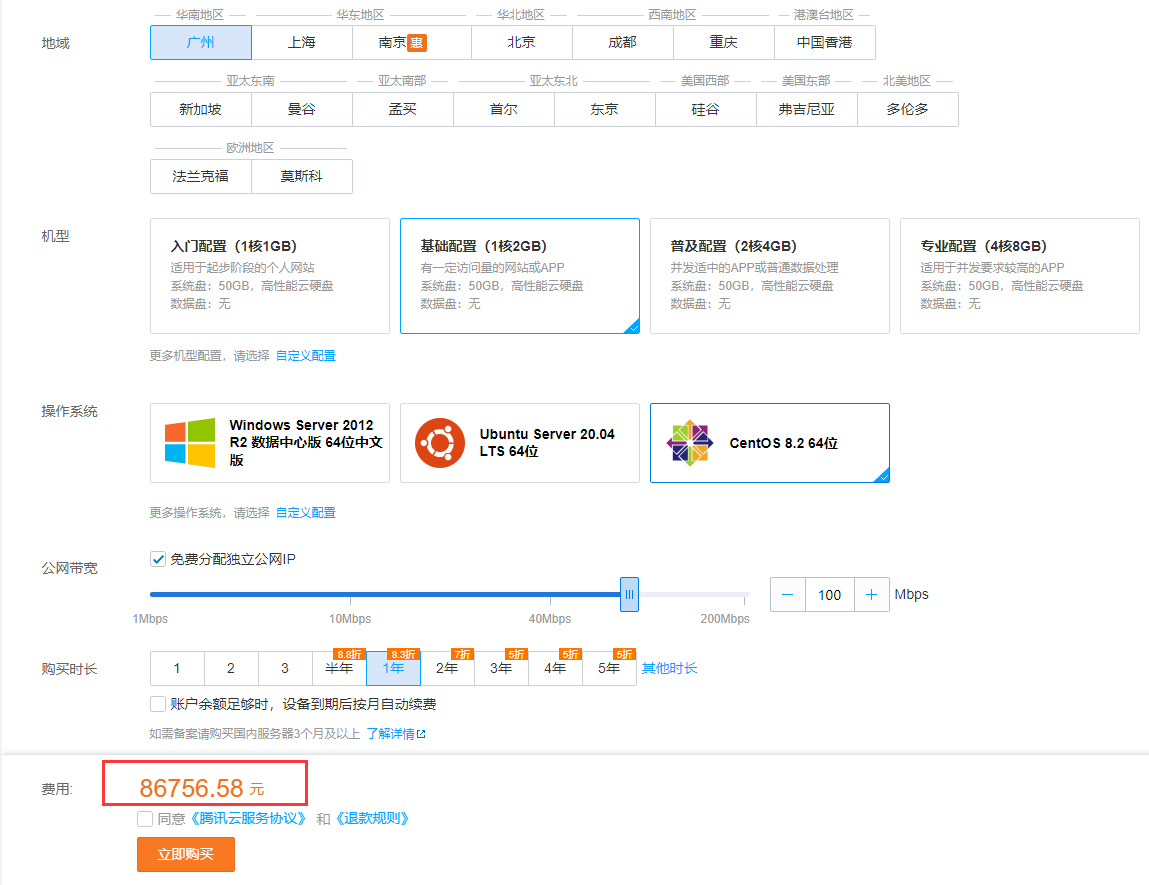 华南地区 华东地区 华北地区 西南地区 港澳台地区
地域 广州 上海 南京 惠 北京 成都 重庆 中国香港
亚太东南 亚太南部 亚太东北 美国西部 美国东部 北美地区
新加坡 曼谷 孟买 首尔 东京 硅谷 弗吉尼亚 多伦多
欧洲地区
法兰克福 莫斯科
机型
入门配置（1核1GB）
适用于起步阶段的个人网站
系统盘：50GB，高性能云硬盘
数据盘：无
基础配置（1核2GB）
有一定访问量的网站或APP
系统盘：50GB，高性能云硬盘
数据盘：无
普及配置（2核4GB）
并发适中的APP或普通数据处理
系统盘：50GB，高性能云硬盘
数据盘：无
专业配置（4核8GB）
适用于并发要求较高的APP
系统盘：50GB，高性能云硬盘
数据盘：无
更多机型配置，请选择 自定义配置
操作系统
Windows Server 2012
R2 数据中心版 64位中文
版
Ubuntu Server 20.04
LTS 64位
CentOS 8.2 64位
更多操作系统，请选择 自定义配置
公网带宽
免费分配独立公网IP
100 Mbps
1Mbps 10Mbps 40Mbps 200Mbps
8.8折 8.3折 7折 5折 5折 5折
购买时长 1 2 3 半年 1年 2年 3年 4年 5年 其他时长
账户余额足够时，设备到期后按月自动续费
如需备案请购买国内服务器3个月及以上 了解详情
费用: 86756.58 元
同意《腾讯云服务协议》 和《退款规则》
立即购买